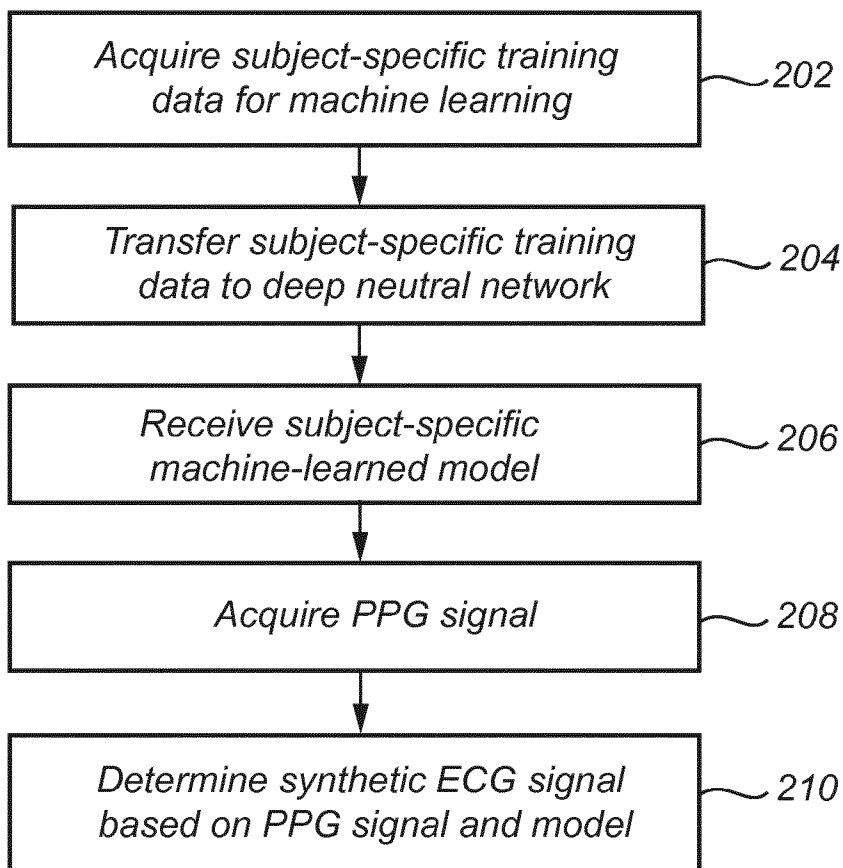 Acquire subject-specific training
data for machine learning
202
Transfer subject-specific training
data to deep neutral network
204
Receive subject-specific
machine-learned model
206
Acquire PPG signal
208
Determine synthetic ECG signal
based on PPG signal and model
210